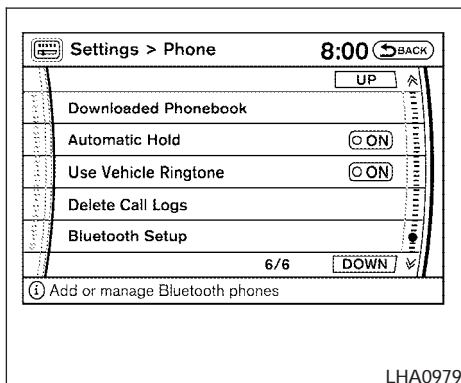 Settings > Phone 8:00 BACK
UP
Downloaded Phonebook
Automatic Hold ON
Use Vehicle Ringtone ON
Delete Call Logs
Bluetooth Setup
6/6 DOWN
i Add or manage Bluetooth phones
LHA0979